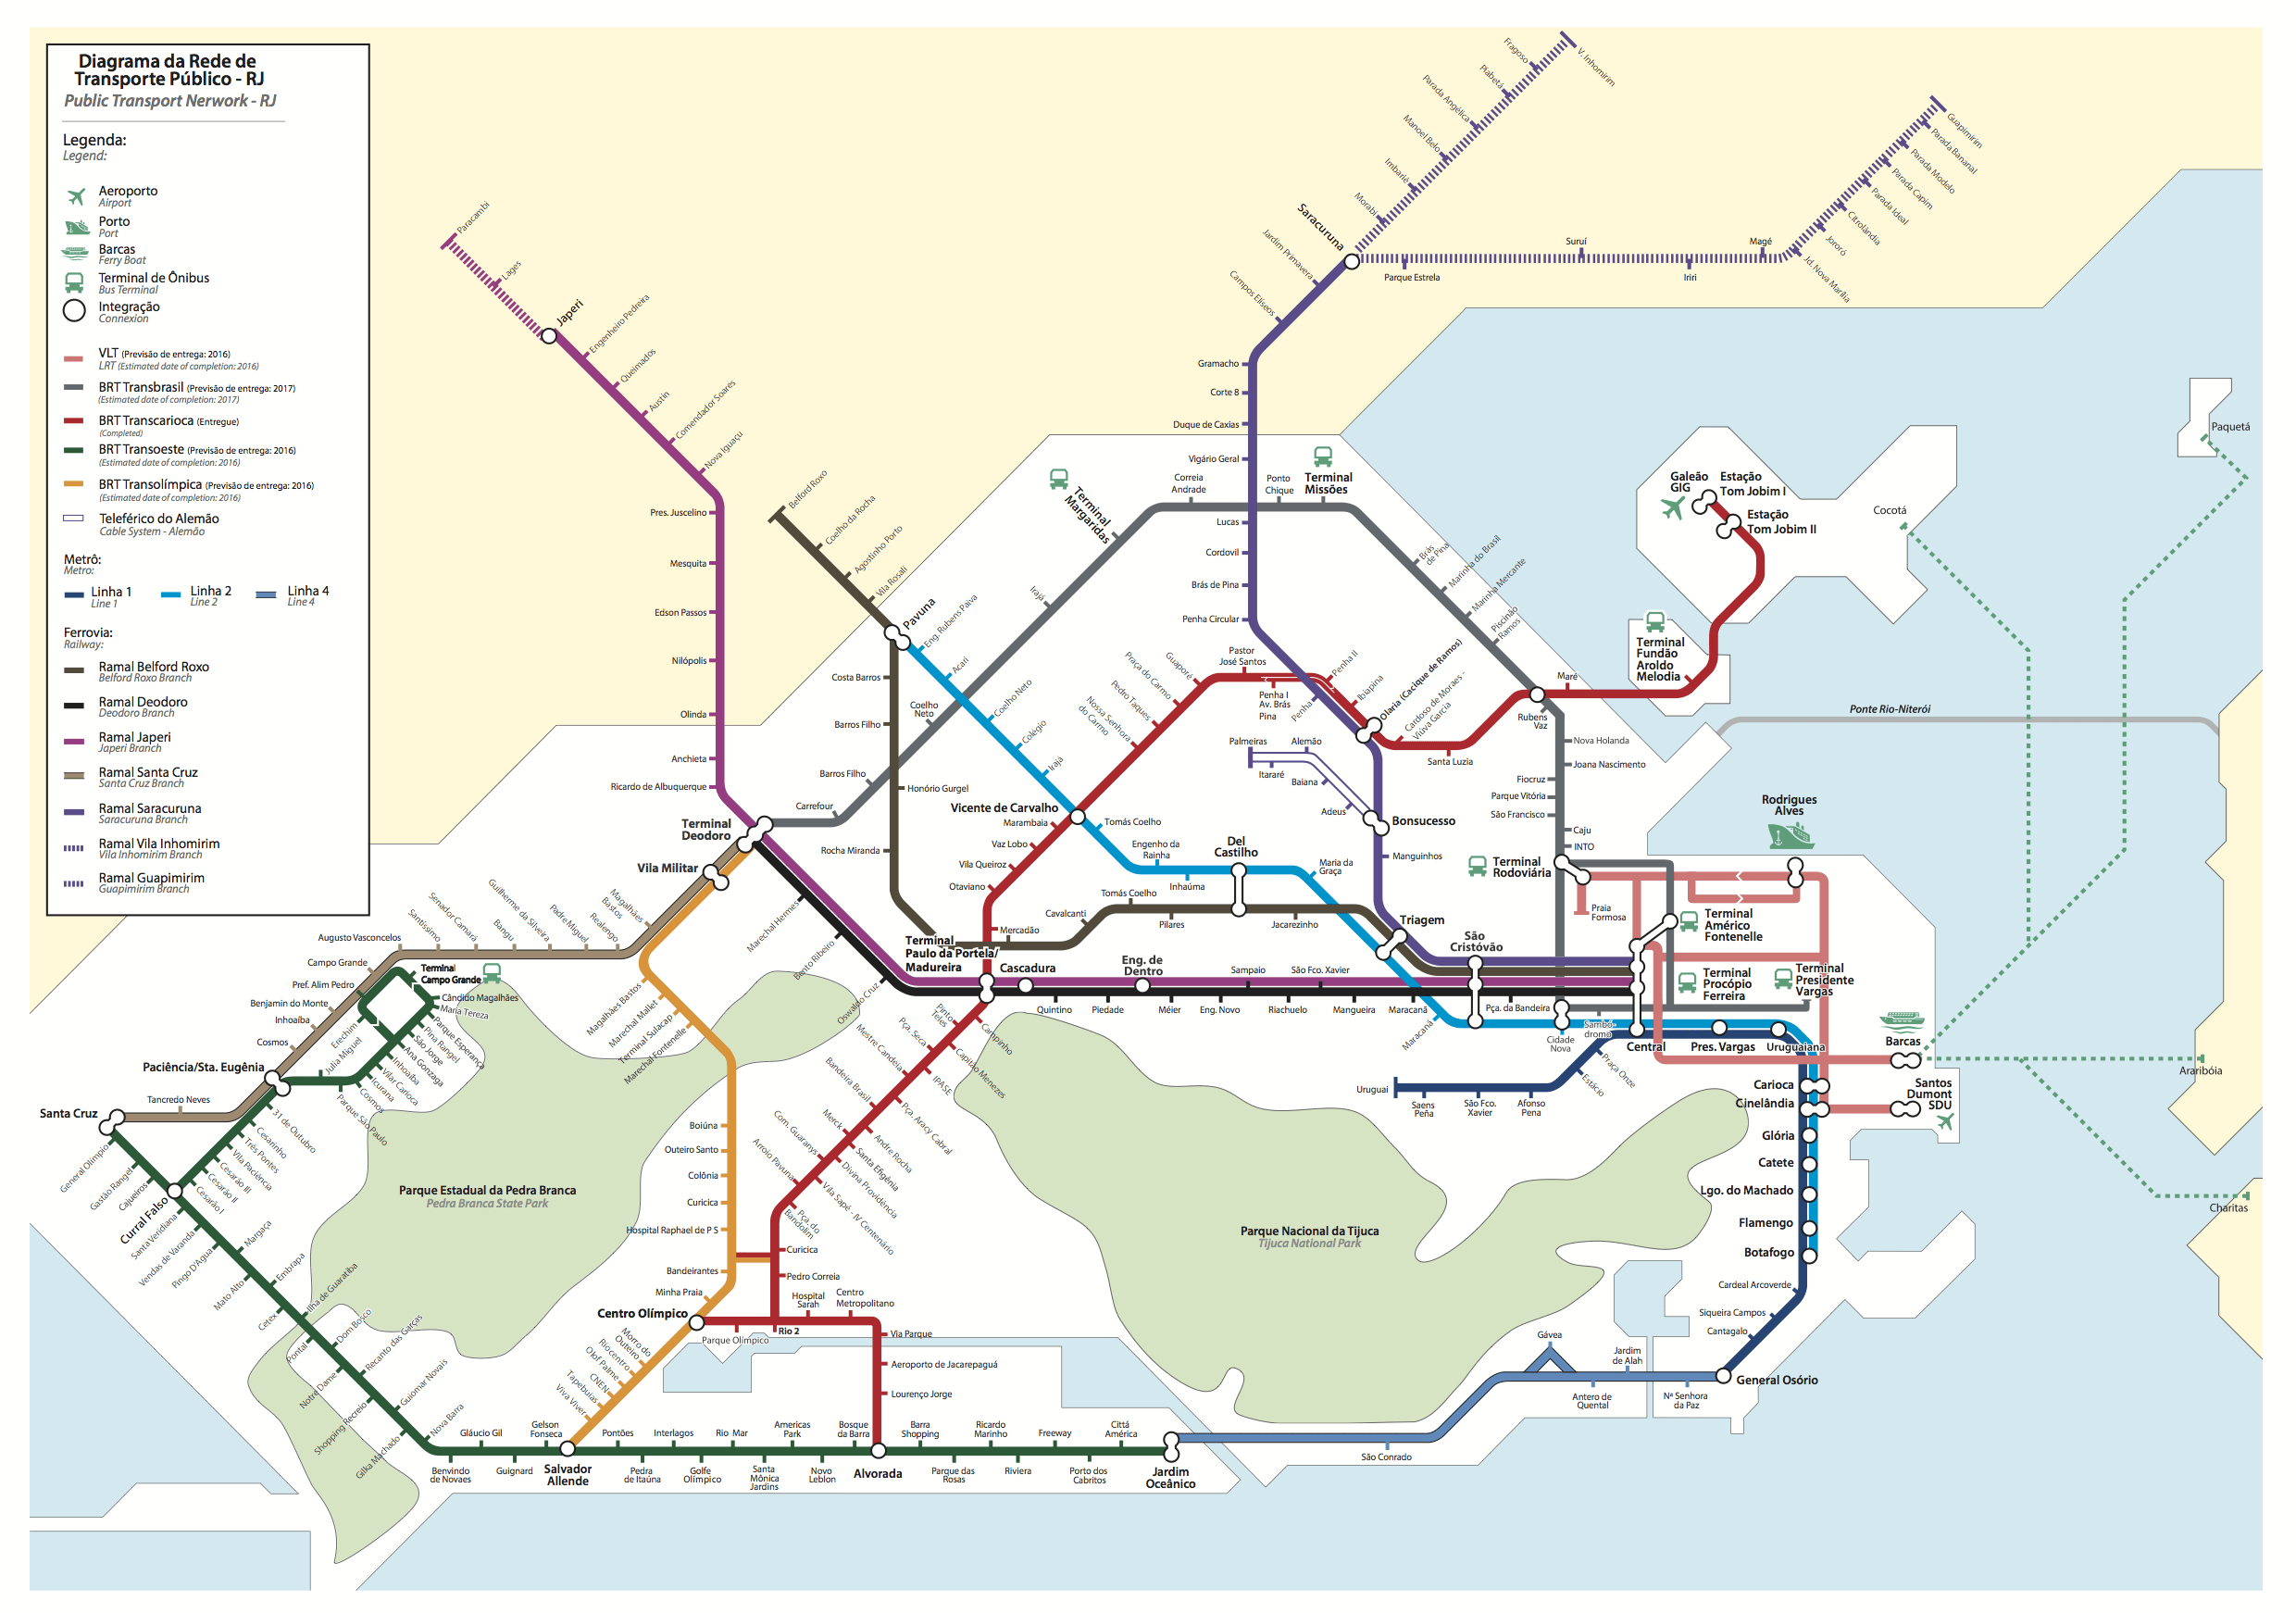 Diagrama da Rede de
Transporte Público - RJ
Public Transport Nerwork - RJ
Legenda:
Legend:
Aeroporto
Airport
Porto
Port
Barcas
Ferry Boat
Terminal de Ônibus
Bus Terminal
Integração
Connexion
VLT (Previsão de entrega: 2016)
LRT (Estimated date of completion: 2016)
BRT Transbrasil (Previsão de entrega: 2017)
(Estimated date of completion: 2017)
BRT Transcarioca (Entregue)
(Completed)
BRT Transoeste (Previsão de entrega: 2016)
(Estimated date of completion: 2016)
BRT Transolímpica (Previsão de entrega: 2016)
(Estimated date of completion: 2016)
Teleférico do Alemão
Cable System - Alemão
Metrô:
Metro:
Linha 1
Line 1
Linha 2
Line 2
Linha 4
Line 4
Ferrovia:
Railway:
Ramal Belford Roxo
Belford Roxo Branch
Ramal Deodoro
Deodoro Branch
Ramal Japeri
Japeri Branch
Ramal Santa Cruz
Santa Cruz Branch
Ramal Saracuruna
Saracuruna Branch
Ramal Vila Inhomirim
Vila Inhomirim Branch
Ramal Guapimirim
Guapimirim Branch
Paracambi
Lages
Japeri
Engenheiro Pedreira
Queimados
Austin
Comendador Soares
Nova Iguaçu
Pres. Juscelino
Mesquita
Edson Passos
Nilópolis
Olinda
Anchieta
Ricardo de Albuquerque
Terminal
Deodoro
Vila Militar
Belford Roxo
Coelho da Rocha
Agostinho Porto
Vila Rosali
Pavuna
Costa Barros
Barros Filho
Honório Gurgel
Rocha Miranda
Eng. Rubens Paiva
Acari
Coelho Neto
Colégio
Irajá
Vicente de Carvalho
Tomás Coelho
Engenho da
Rainha
Inhaúma
Del
Castilho
Maria da
Graça
Triagem
Mercadão
Cavalcanti
Tomás Coelho
Pilares
Jacarezinho
Carrefour
Barros Filho
Coelho
Neto
Irajá
Terminal
Margaridas
Correia
Andrade
Ponto
Chique
Terminal
Missões
Brás
de Pina
Marinha do Brasil
Marinha Mercante
Piscinão
Ramos
Rubens
Vaz
Nova Holanda
Joana Nascimento
Fiocruz
Parque Vitória
São Francisco
Caju
INTO
Terminal
Rodoviária
V. Inhomirim
Fragoso
Piabetá
Parada Angélica
Manoel Belo
Imbariê
Morabi
Saracuruna
Jardim Primavera
Campos Elíseos
Gramacho
Corte 8
Duque de Caxias
Vigário Geral
Lucas
Cordovil
Brás de Pina
Penha Circular
Penha
Parque Estrela
Suruí
Iriri
Magé
Jd. Nova Marília
Jororó
Citrolândia
Parada Ideal
Parada Capim
Parada Modelo
Parada Bananal
Guapimirim
Galeão
GIG
Estação
Tom Jobim I
Estação
Tom Jobim II
Terminal
Fundão
Aroldo
Melodia
Maré
Santa Luzia
Cardoso de Moraes -
Viúva Garcia
Olaria (Cacique de Ramos)
Ibiapina
Penha II
Penha I
Av. Brás
Pina
Pastor
José Santos
Guaporé
Praça do Carmo
Pedro Taques
Nossa Senhora
do Carmo
Marambaia
Vaz Lobo
Vila Queiroz
Otaviano
Terminal
Paulo da Portela/
Madureira
Palmeiras
Itararé
Alemão
Baiana
Adeus
Bonsucesso
Manguinhos
Cocotá
Paquetá
Ponte Rio-Niterói
Rodrigues
Alves
Praia
Formosa
Terminal
Américo
Fontenelle
Terminal
Procópio
Ferreira
Terminal
Presidente
Vargas
Barcas
Araribóia
Charitas
Santos
Dumont
SDU
São
Cristóvão
Cascadura
Eng. de
Dentro
Sampaio
São Fco. Xavier
Quintino
Piedade
Méier
Eng. Novo
Riachuelo
Mangueira
Maracanã
Pça. da Bandeira
Maracanã
Cidade
Nova
Sambó-
dromo
Central
Pres. Vargas
Uruguaiana
Carioca
Cinelândia
Glória
Catete
Lgo. do Machado
Flamengo
Botafogo
Cardeal Arcoverde
Siqueira Campos
Cantagalo
General Osório
Uruguai
Saens
Peña
São Fco.
Xavier
Afonso
Pena
Estácio
Praça Onze
Marechal Hermes
Bento Ribeiro
Oswaldo Cruz
Magalhães
Bastos
Realengo
Padre Miguel
Guilherme da Silveira
Bangu
Senador Camará
Santíssimo
Augusto Vasconcelos
Campo Grande
Pref. Alim Pedro
Benjamin do Monte
Inhoaíba
Cosmos
Paciência/Sta. Eugênia
Tancredo Neves
Santa Cruz
Terminal
Campo Grande
Cândido Magalhães
Maria Tereza
Parque Esperança
Pina Rangel
São Jorge
Ana Gonzaga
Inhoaíba
Vilar Carioca
Icurana
Cosmos
Parque São Paulo
Julia Miguel
Erechim
31 de Outubro
Cesarinho
Três Pontes
Vila Paciência
Cesarão III
Cesarão II
Cesarão I
General Olímpio
Gastão Rangel
Cajueiros
Curral Falso
Santa Veridiana
Vendas de Varanda
Pingo D'Agua
Mato Alto
Margaça
Embrapa
Cetex
Ilha de Guaratiba
Pontal
Dom Bosco
Notre Dame
Recanto das Garças
Shopping Recreio
Guiomar Novais
Gilka Machado
Nova Barra
Benvindo
de Novaes
Gláucio Gil
Guignard
Gelson
Fonseca
Salvador
Allende
Pontões
Pedra
de Itaúna
Interlagos
Golfe
Olímpico
Rio Mar
Santa
Mônica
Jardins
Americas
Park
Novo
Leblon
Bosque
da Barra
Alvorada
Barra
Shopping
Parque das
Rosas
Ricardo
Marinho
Riviera
Freeway
Porto dos
Cabritos
Cittá
América
Jardim
Oceânico
São Conrado
Gávea
Antero de
Quental
Jardim
de Alah
Nª Senhora
da Paz
Magalhães Bastos
Marechal Mallet
Terminal Sulacap
Marechal Fontenelle
Boiúna
Outeiro Santo
Colônia
Curicica
Hospital Raphael de P S
Bandeirantes
Minha Praia
Centro Olímpico
Morro do
Outeiro
Riocentro
Olof Palme
CNEN
Tapebuias
Viva Viver
Parque Olímpico
Rio 2
Hospital
Sarah
Centro
Metropolitano
Via Parque
Aeroporto de Jacarepaguá
Lourenço Jorge
Pedro Correia
Curicica
Pça. do
Bandolim
Arroio Pavuna
Vila Sapê - IV Centenário
Com. Guaranys
Divina Providência
Santa Efigênia
Merck
Andre Rocha
Pça. Aracy Cabral
Bandeira Brasil
IPASE
Mestre Candeia
Capitão Menezes
Pça. Seca
Pinto
Teles
Campinho
Parque Estadual da Pedra Branca
Pedra Branca State Park
Parque Nacional da Tijuca
Tijuca National Park